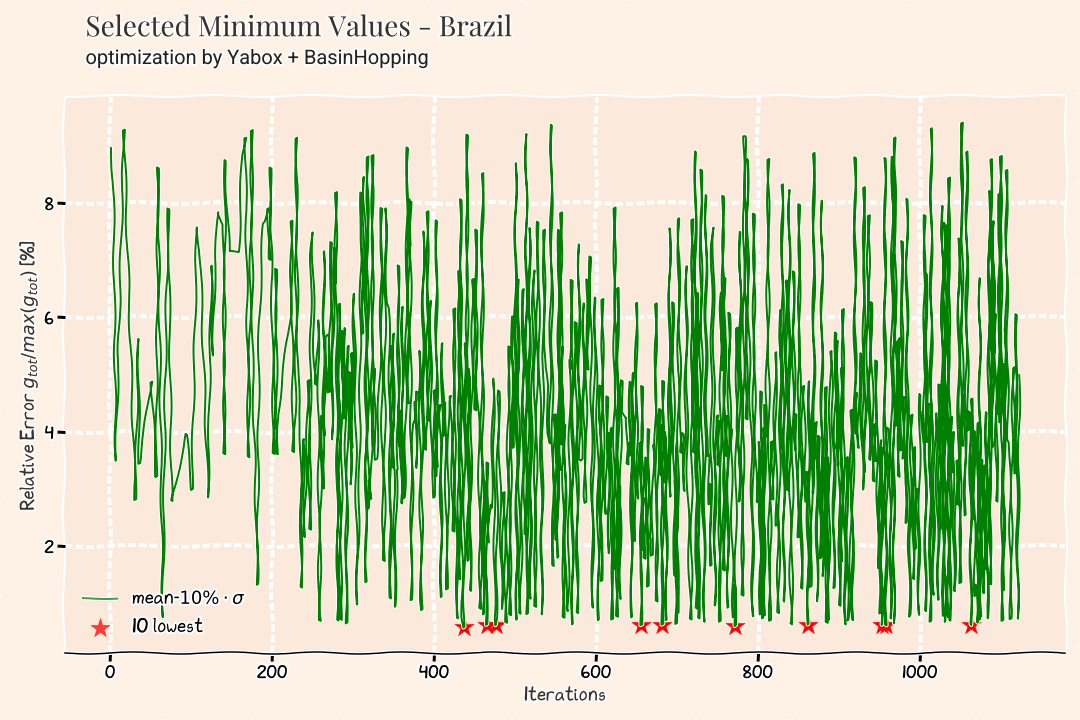 Selected Minimum Values - Brazil
optimization by Yabox + BasinHopping
Relative Error g_tot/max(g_tot) [%]
8
6
4
2
mean-10% · σ
10 lowest
0 200 400 600 800 1000
Iterations